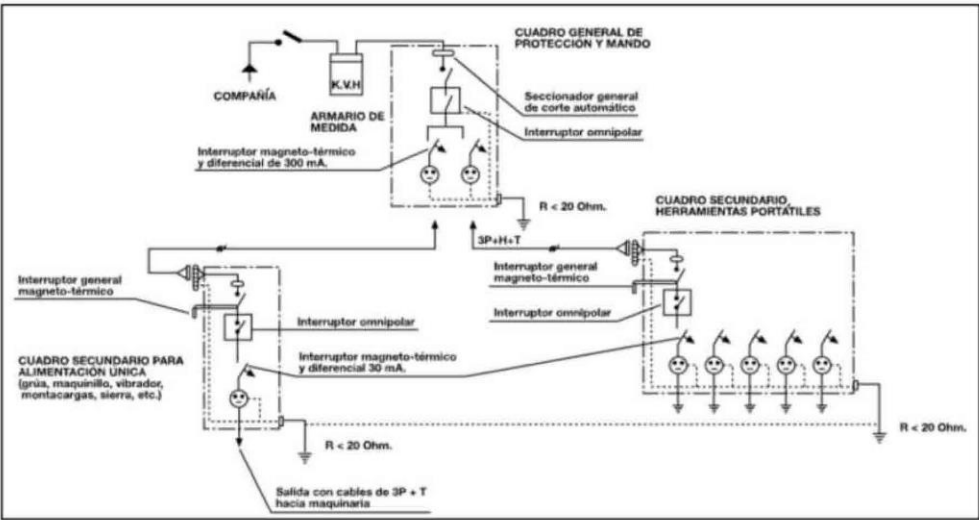 CUADRO GENERAL DE
PROTECCIÓN Y MANDO
K.V.H
COMPAÑÍA
ARMARIO DE
MEDIDA
Seccionador general
de corte automático
Interruptor omnipolar
Interruptor magneto-térmico
y diferencial de 300 mA.
R < 20 Ohm.
CUADRO SECUNDARIO,
HERRAMIENTAS PORTÁTILES
3P+H+T
Interruptor general
magneto-térmico
Interruptor general
magneto-térmico
Interruptor omnipolar
Interruptor omnipolar
CUADRO SECUNDARIO PARA
ALIMENTACIÓN ÚNICA
(grúa, maquinillo, vibrador,
montacargas, sierra, etc.)
Interruptor magneto-térmico
y diferencial 30 mA.
R < 20 Ohm.
R < 20 Ohm.
Salida con cables de 3P + T
hacia maquinaria